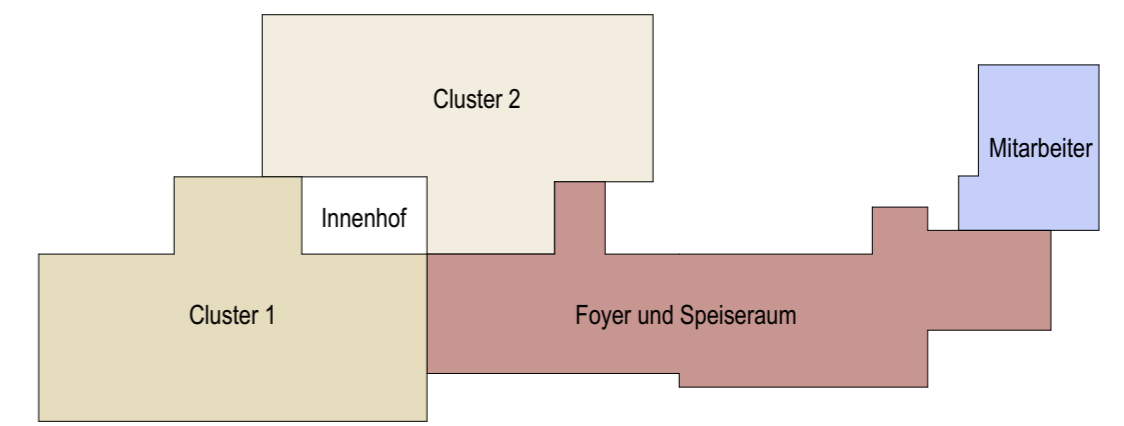 Cluster 2
Mitarbeiter
Innenhof
Cluster 1
Foyer und Speiseraum